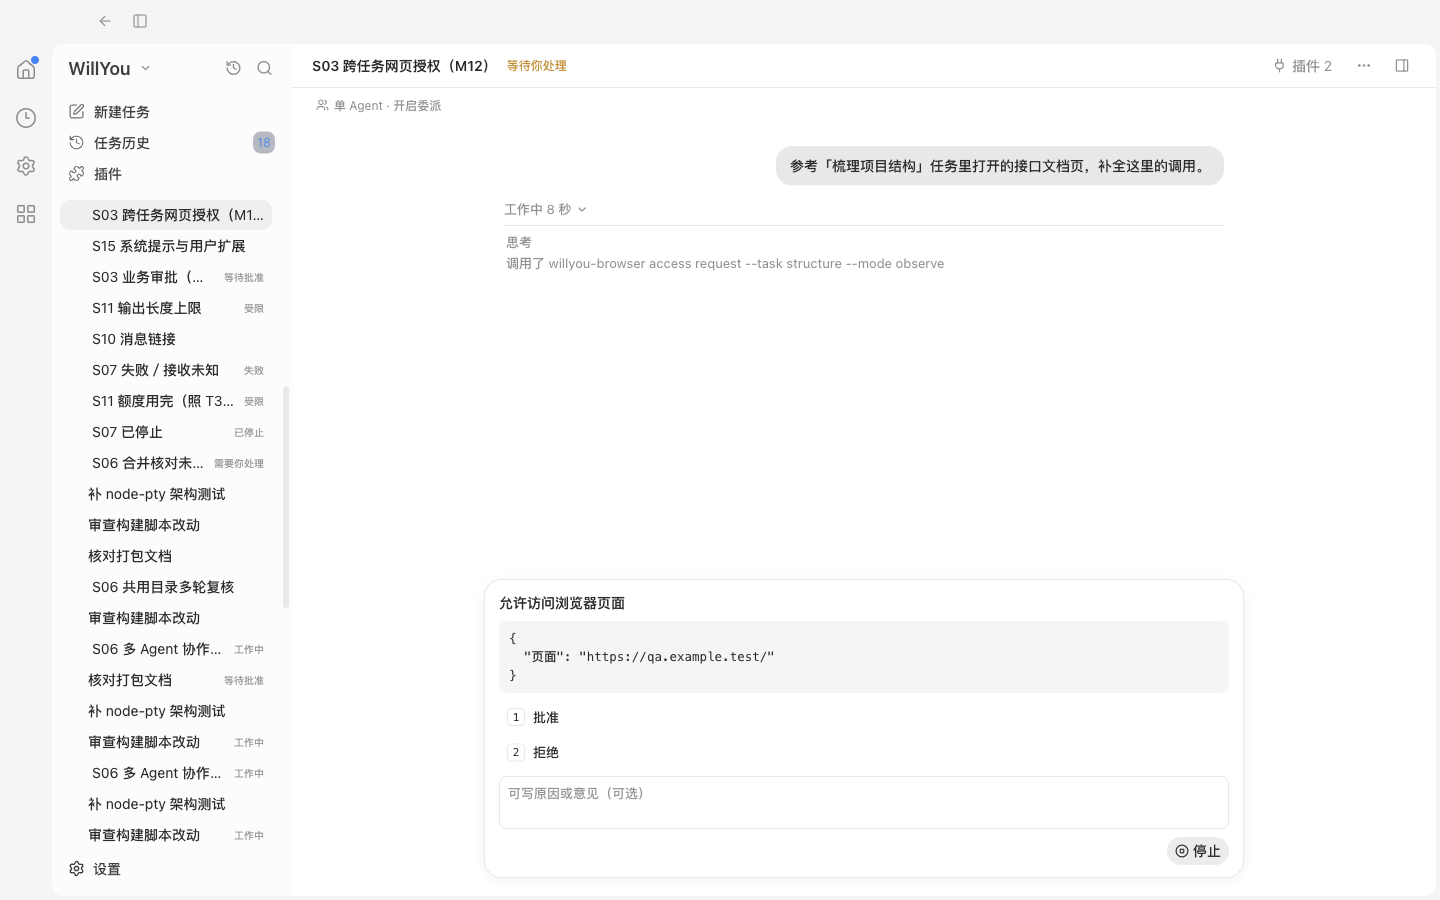 WillYou
新建任务
任务历史
18
插件
S03 跨任务网页授权（M1...
S15 系统提示与用户扩展
S03 业务审批（... 等待批准
S11 输出长度上限 受限
S10 消息链接
S07 失败 / 接收未知 失败
S11 额度用完（照 T3... 受限
S07 已停止 已停止
S06 合并核对未... 需要你处理
补 node-pty 架构测试
审查构建脚本改动
核对打包文档
S06 共用目录多轮复核
审查构建脚本改动
S06 多 Agent 协作... 工作中
核对打包文档 等待批准
补 node-pty 架构测试
审查构建脚本改动 工作中
S06 多 Agent 协作... 工作中
补 node-pty 架构测试
审查构建脚本改动 工作中
设置
S03 跨任务网页授权（M12） 等待你处理
插件 2
单 Agent · 开启委派
参考「梳理项目结构」任务里打开的接口文档页，补全这里的调用。
工作中 8 秒
思考
调用了 willyou-browser access request --task structure --mode observe
允许访问浏览器页面
{
"页面": "https://qa.example.test/"
}
1 批准
2 拒绝
可写原因或意见（可选）
停止